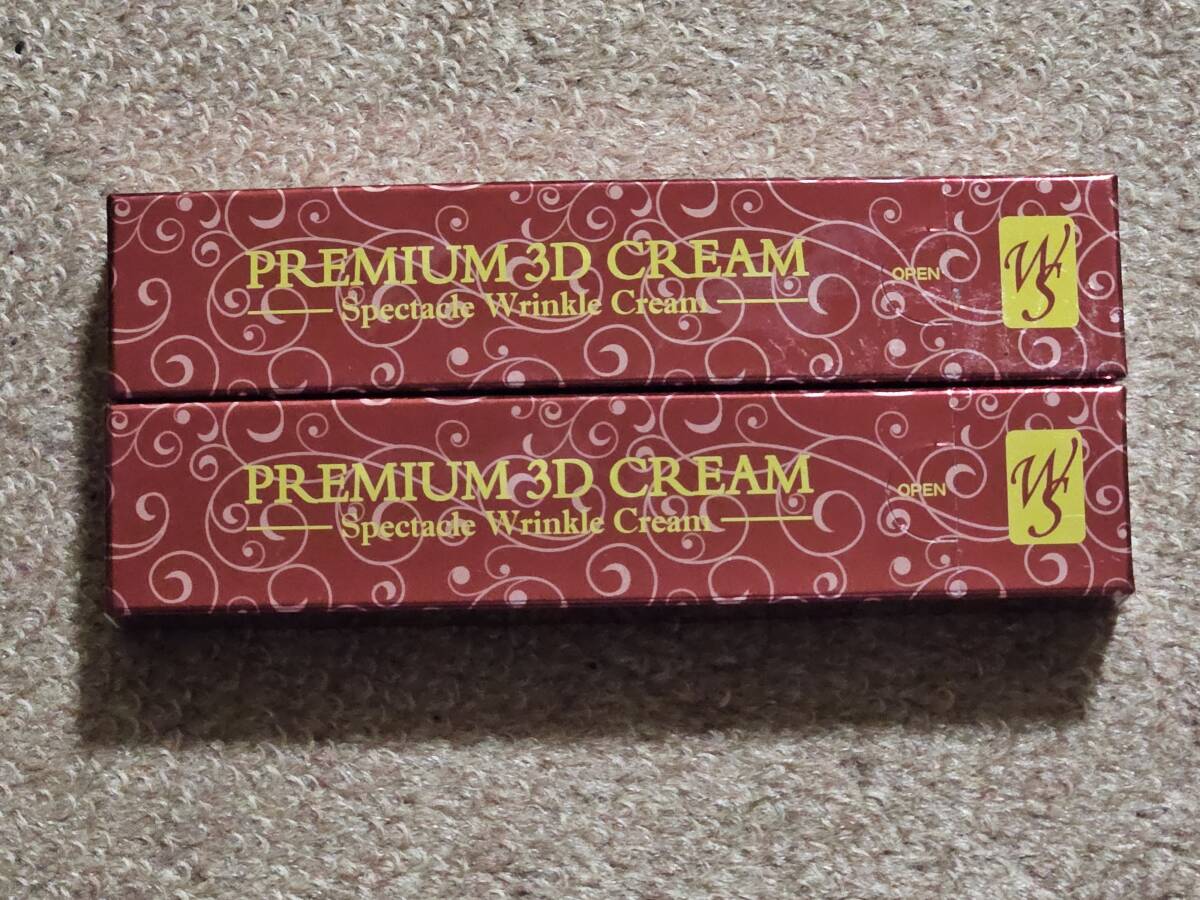 PREMIUM 3D CREAM
Spectacle Wrinkle Cream
OPEN
WS
PREMIUM 3D CREAM
Spectacle Wrinkle Cream
OPEN
WS